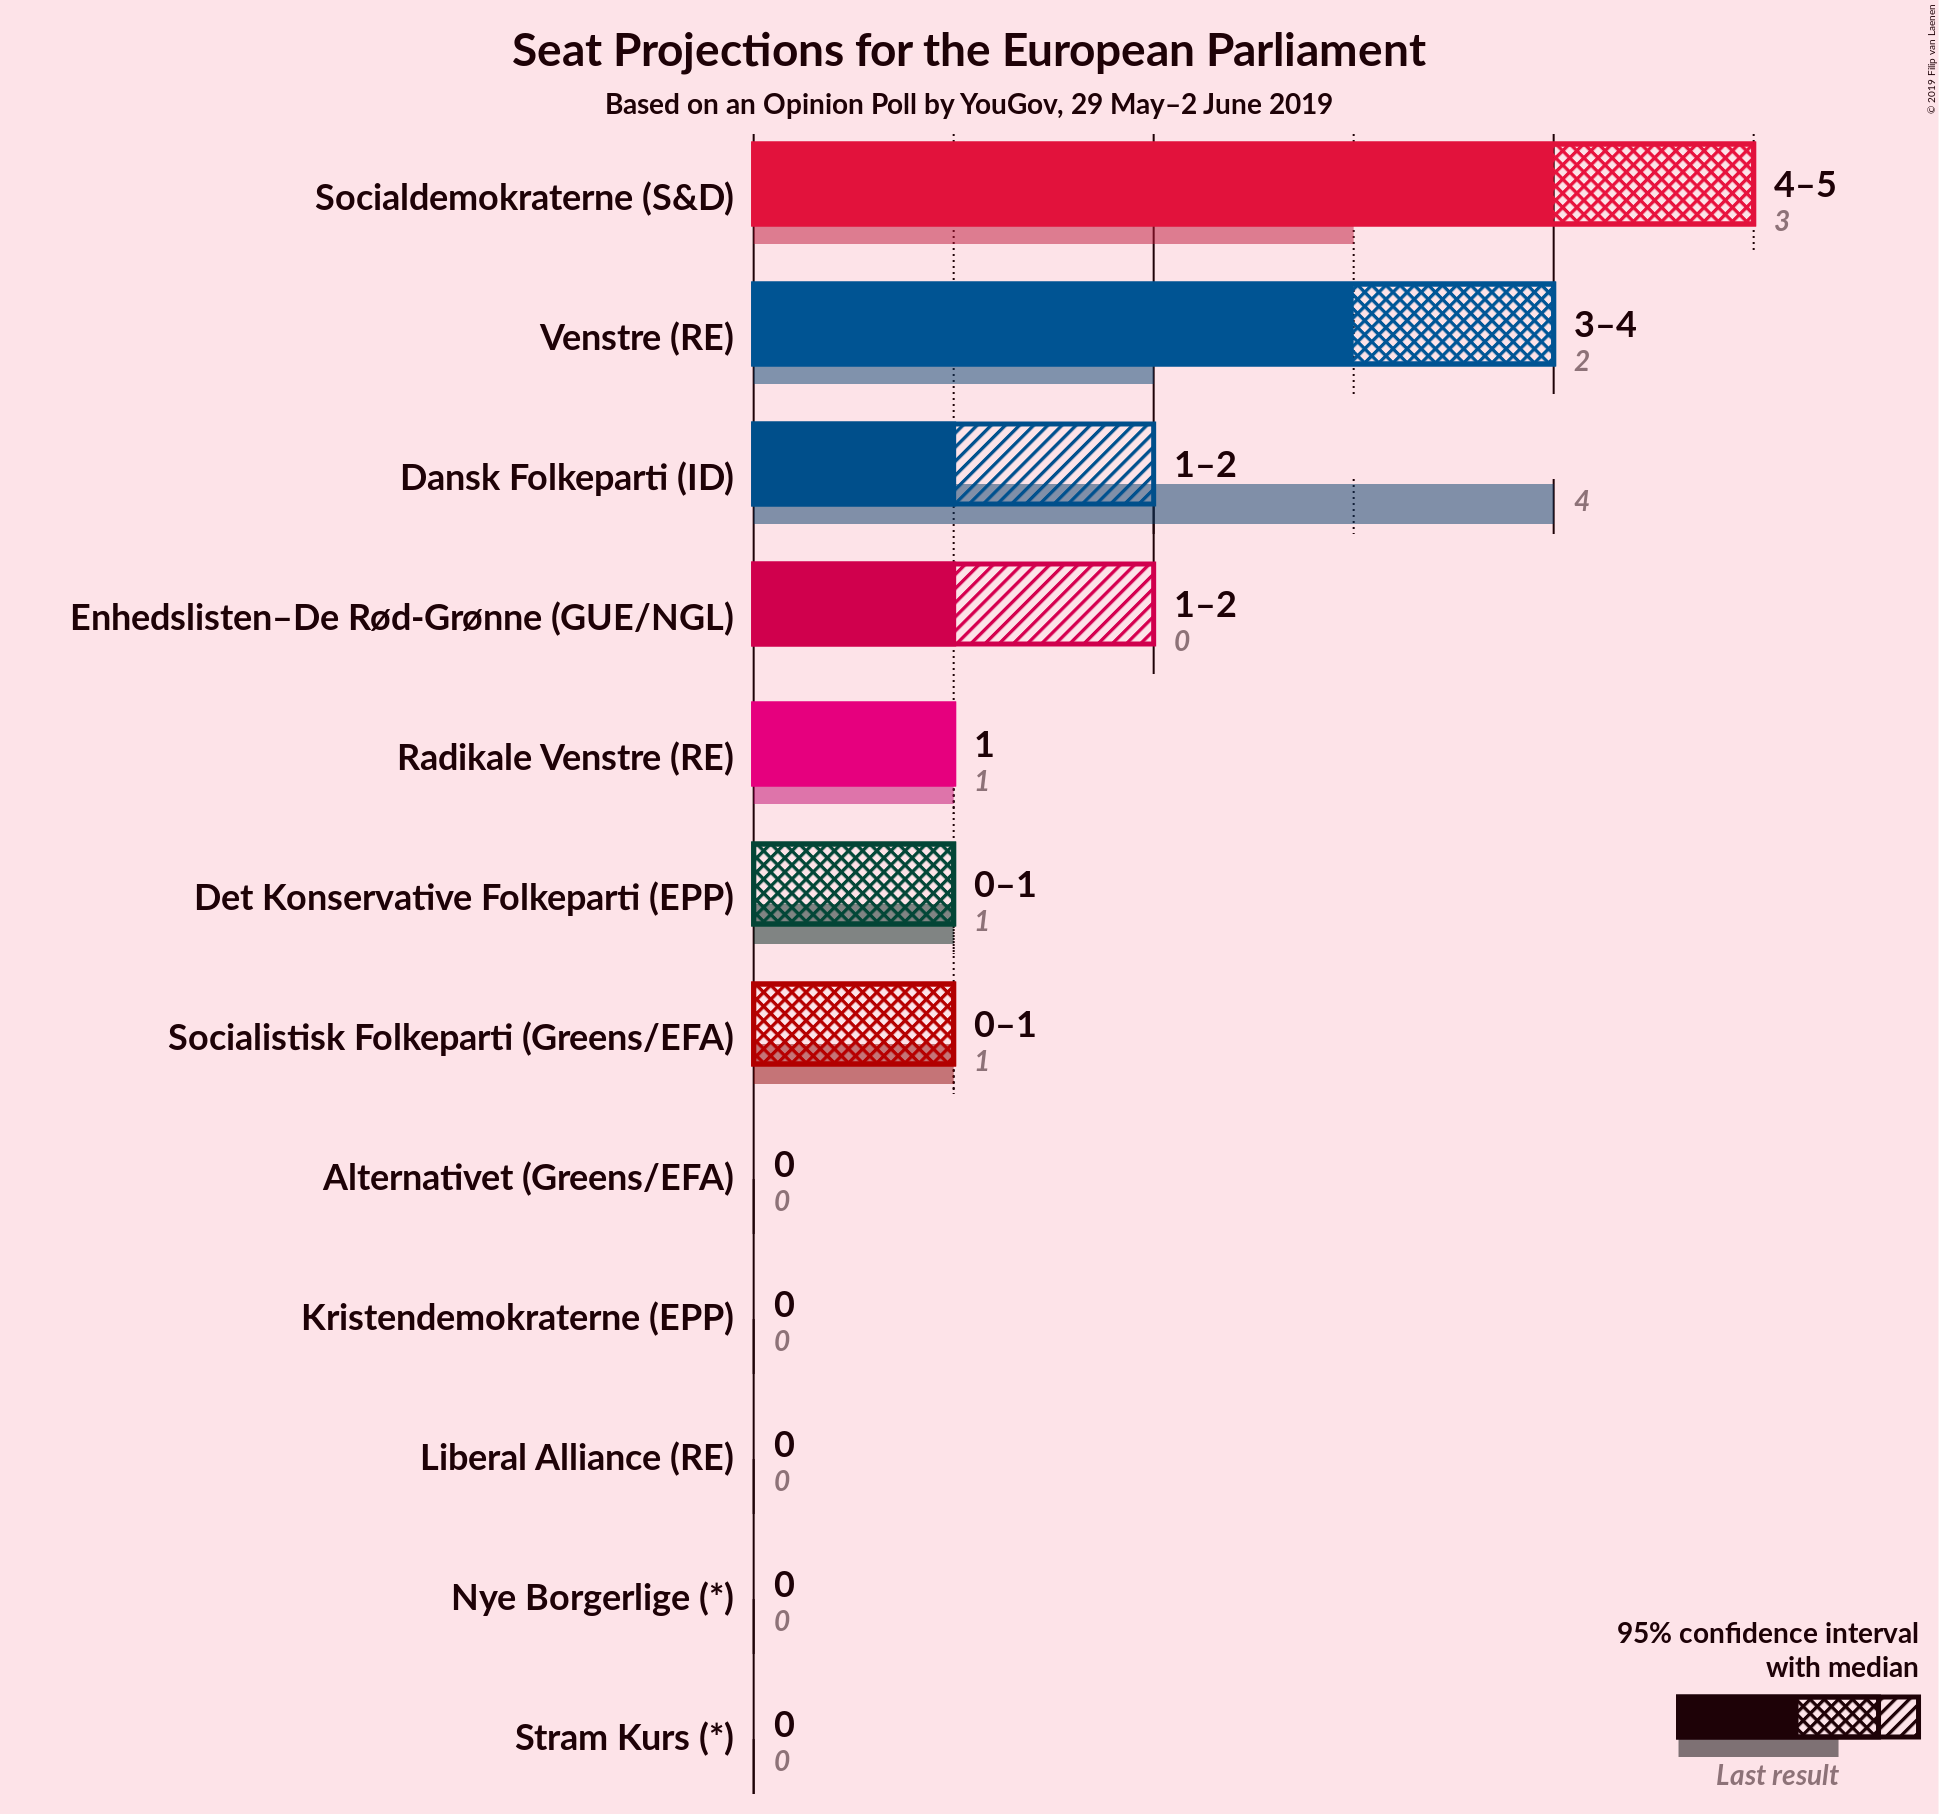 Seat Projections for the European Parliament
Based on an Opinion Poll by YouGov, 29 May–2 June 2019
© 2019 Filip van Laenen
Socialdemokraterne (S&D)
4–5
3
Venstre (RE)
3–4
2
Dansk Folkeparti (ID)
1–2
4
Enhedslisten–De Rød-Grønne (GUE/NGL)
1–2
0
Radikale Venstre (RE)
1
1
Det Konservative Folkeparti (EPP)
0–1
1
Socialistisk Folkeparti (Greens/EFA)
0–1
1
Alternativet (Greens/EFA)
0
0
Kristendemokraterne (EPP)
0
0
Liberal Alliance (RE)
0
0
Nye Borgerlige (*)
0
0
Stram Kurs (*)
0
0
95% confidence interval
with median
Last result